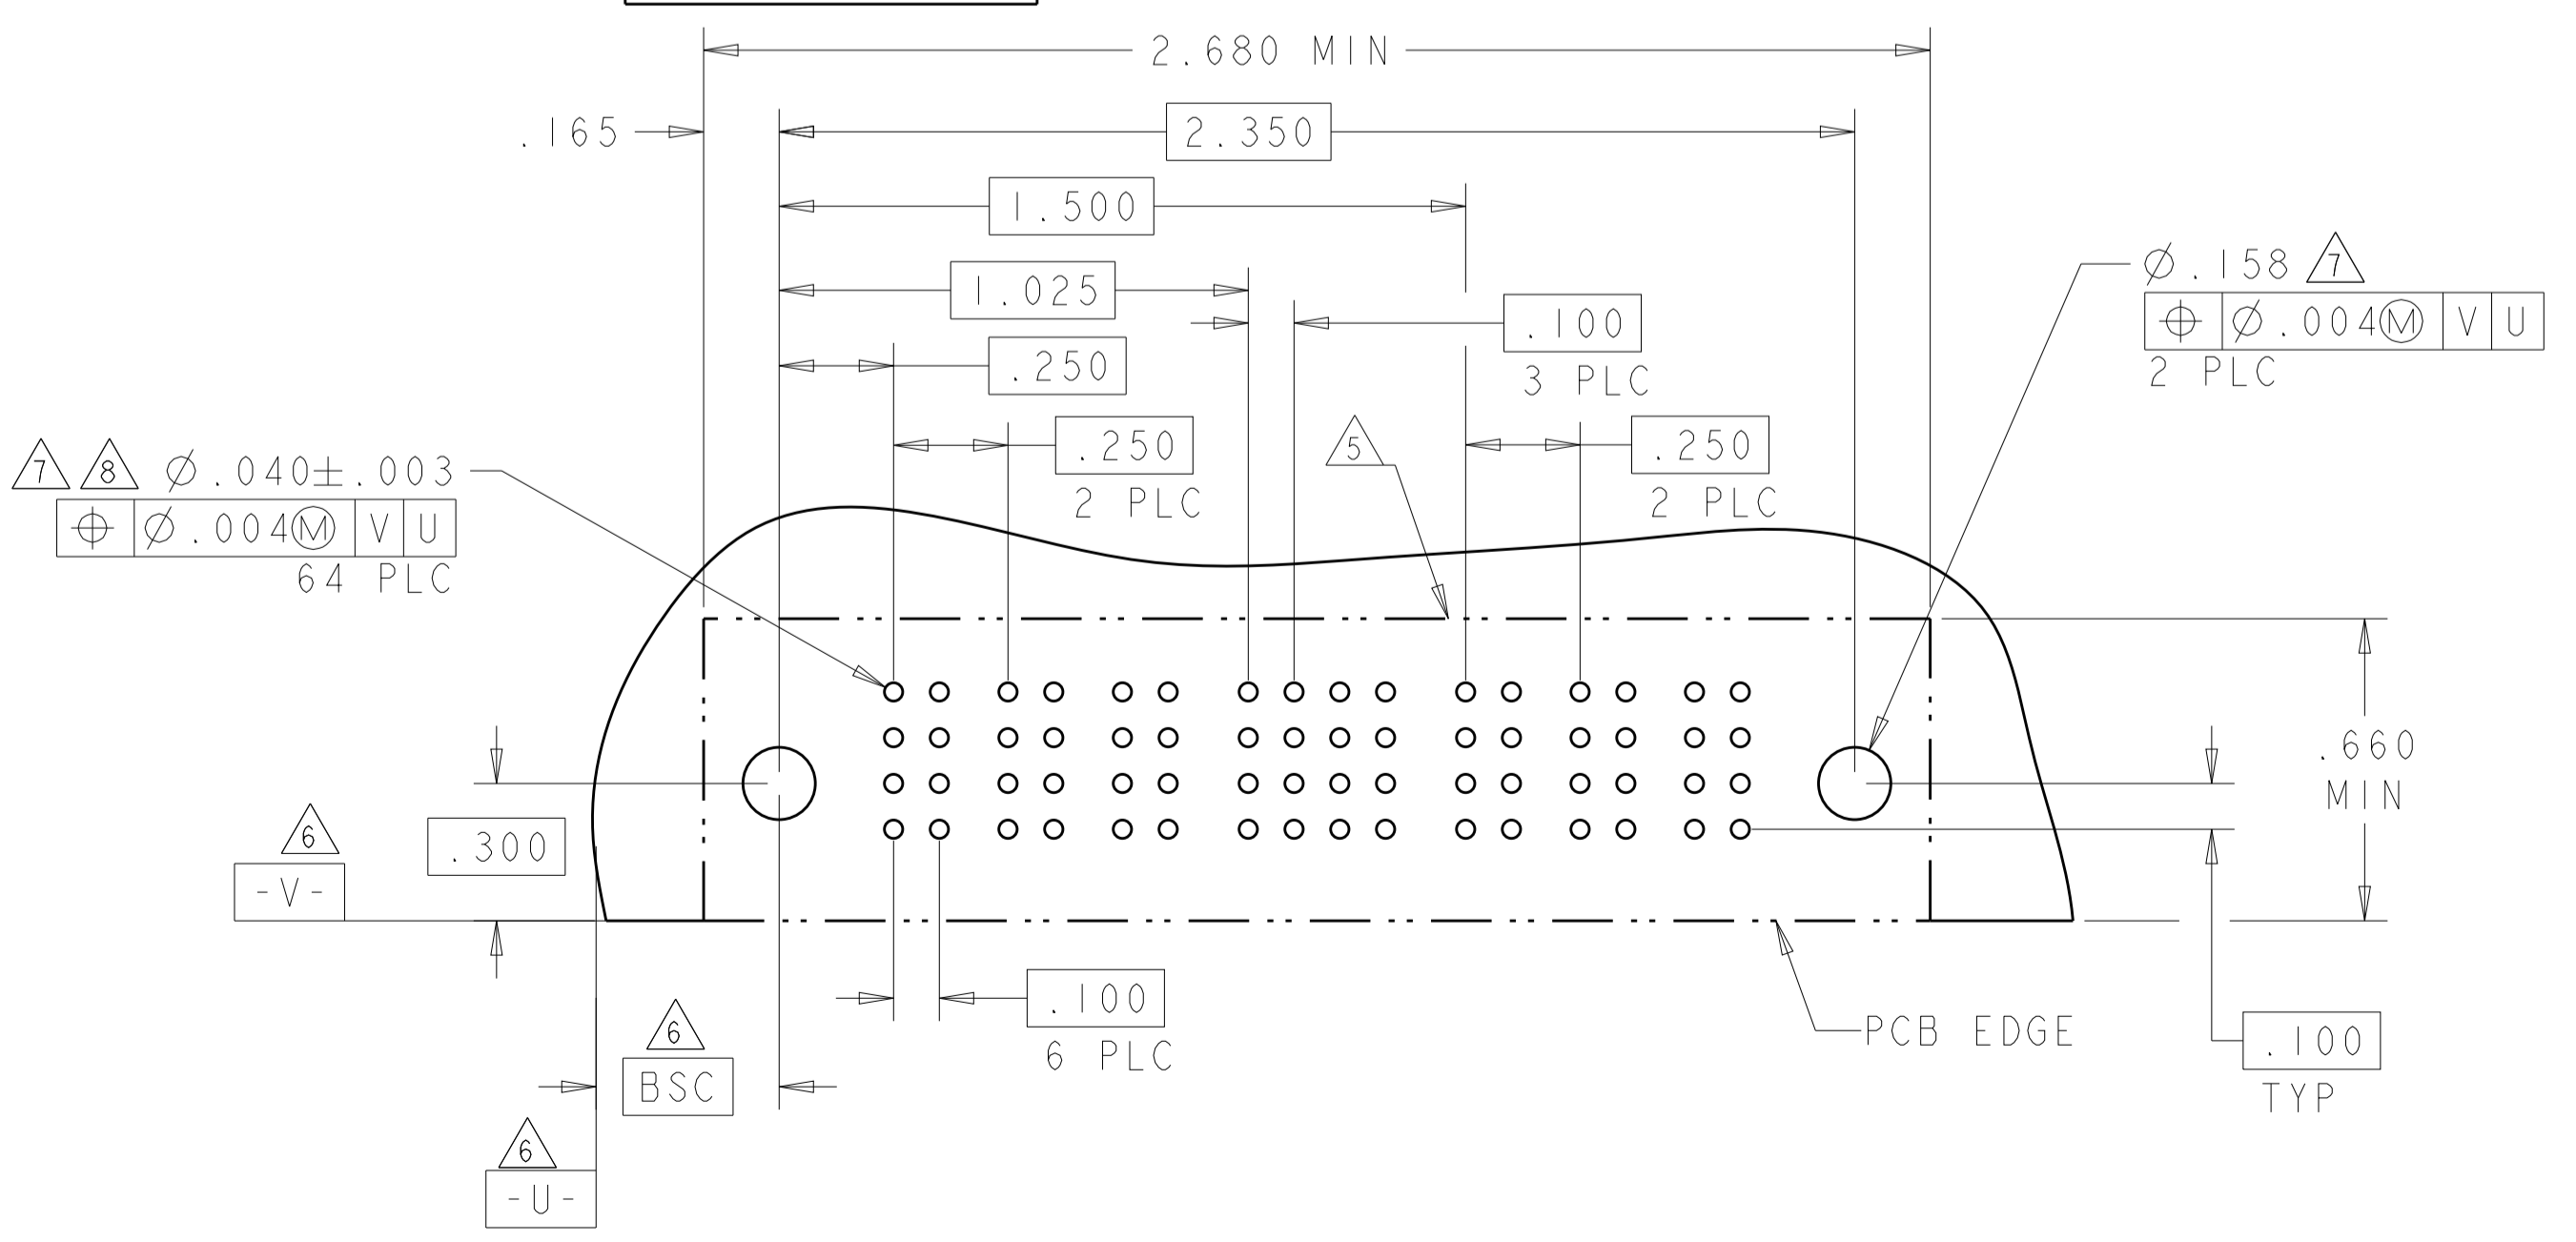 2.680 MIN
.165
2.350
1.500
1.025
.100
3 PLC
.250
Ø.158 7
⌖ Ø.004Ⓜ V U
2 PLC
.250
2 PLC
5
.250
2 PLC
7 8 Ø.040±.003
⌖ Ø.004Ⓜ V U
64 PLC
.660
MIN
6
-V-
.300
.100
6 PLC
6
BSC
PCB EDGE
.100
TYP
6
-U-